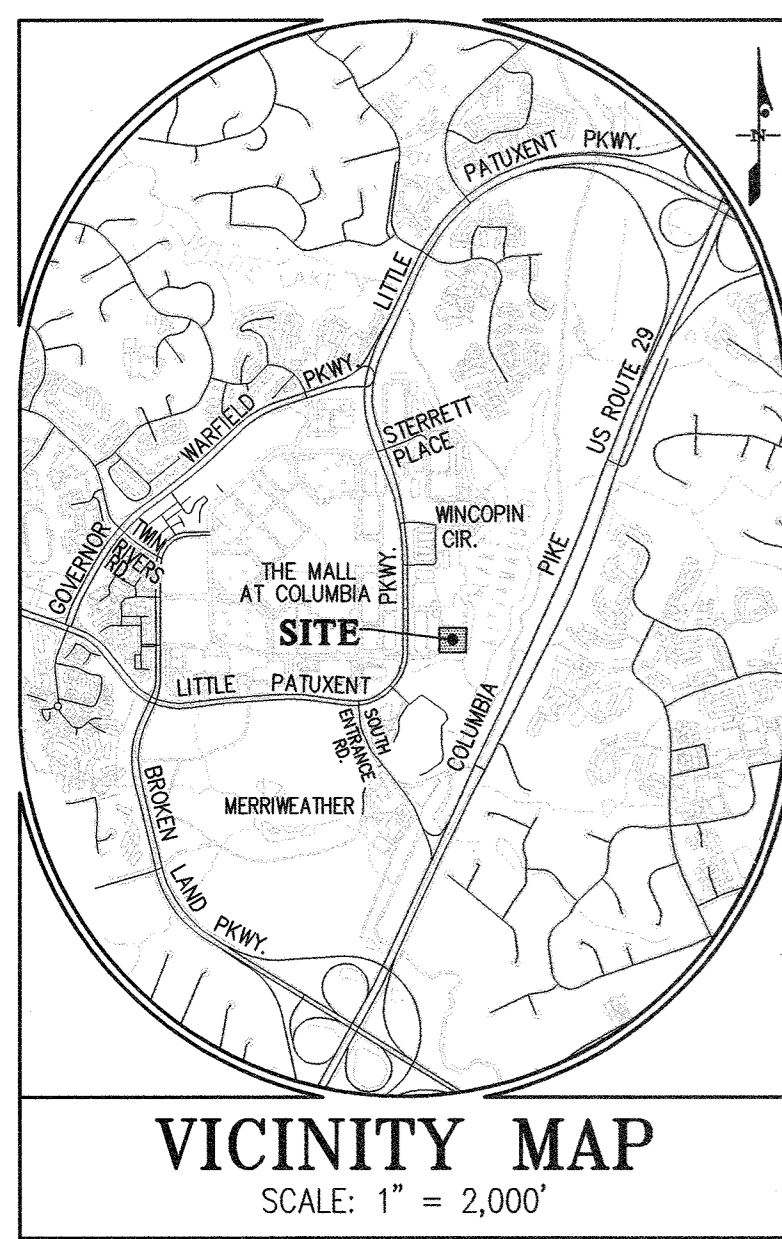 PATUXENT PKWY.
N
LITTLE
US ROUTE 29
WARFIELD PKWY.
STERRETT
PLACE
WINCOPIN
CIR.
GOVERNOR
TWIN
RIVERS
RD.
PIKE
THE MALL
AT COLUMBIA
PKWY.
SITE
LITTLE PATUXENT
SOUTH
ENTRANCE
RD.
COLUMBIA
MERRIWEATHER
BROKEN
LAND
PKWY.
VICINITY MAP
SCALE: 1" = 2,000'